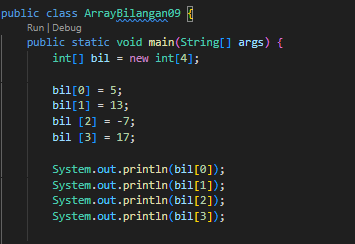 public class ArrayBilangan09 {
Run | Debug
public static void main(String[] args) {
int[] bil = new int[4];
bil[0] = 5;
bil[1] = 13;
bil [2] = -7;
bil [3] = 17;
System.out.println(bil[0]);
System.out.println(bil[1]);
System.out.println(bil[2]);
System.out.println(bil[3]);